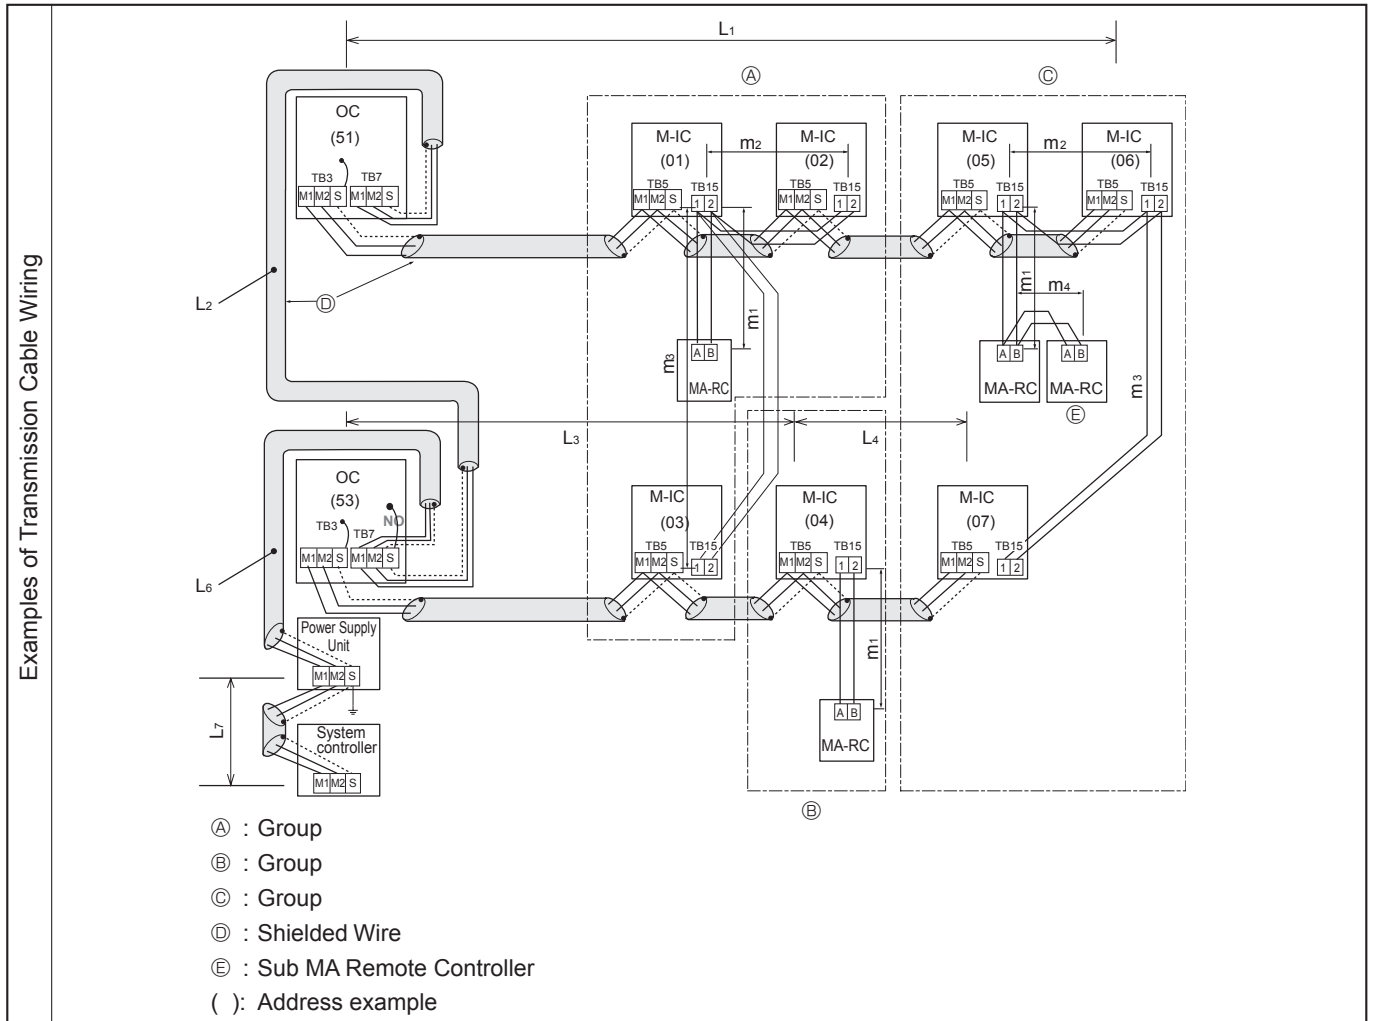 Examples of Transmission Cable Wiring
L1
Ⓐ
Ⓒ
OC
(51)
TB3
TB7
M1 M2 S
M1 M2 S
M-IC
(01)
TB5
TB15
M1 M2 S
1 2
m2
M-IC
(02)
TB5
TB15
M1 M2 S
1 2
M-IC
(05)
TB5
TB15
M1 M2 S
1 2
m2
M-IC
(06)
TB5
TB15
M1 M2 S
1 2
L2
Ⓓ
m1
m3
A B
MA-RC
m1
m4
A B
MA-RC
A B
MA-RC
Ⓔ
m3
L3
L4
OC
(53)
NO
TB3
TB7
M1 M2 S
M1 M2 S
M-IC
(03)
TB5
TB15
M1 M2 S
1 2
M-IC
(04)
TB5
TB15
M1 M2 S
1 2
M-IC
(07)
TB5
TB15
M1 M2 S
1 2
L6
Power Supply
Unit
M1 M2 S
m1
A B
MA-RC
L7
System
controller
M1 M2 S
Ⓑ
Ⓐ : Group
Ⓑ : Group
Ⓒ : Group
Ⓓ : Shielded Wire
Ⓔ : Sub MA Remote Controller
( ): Address example